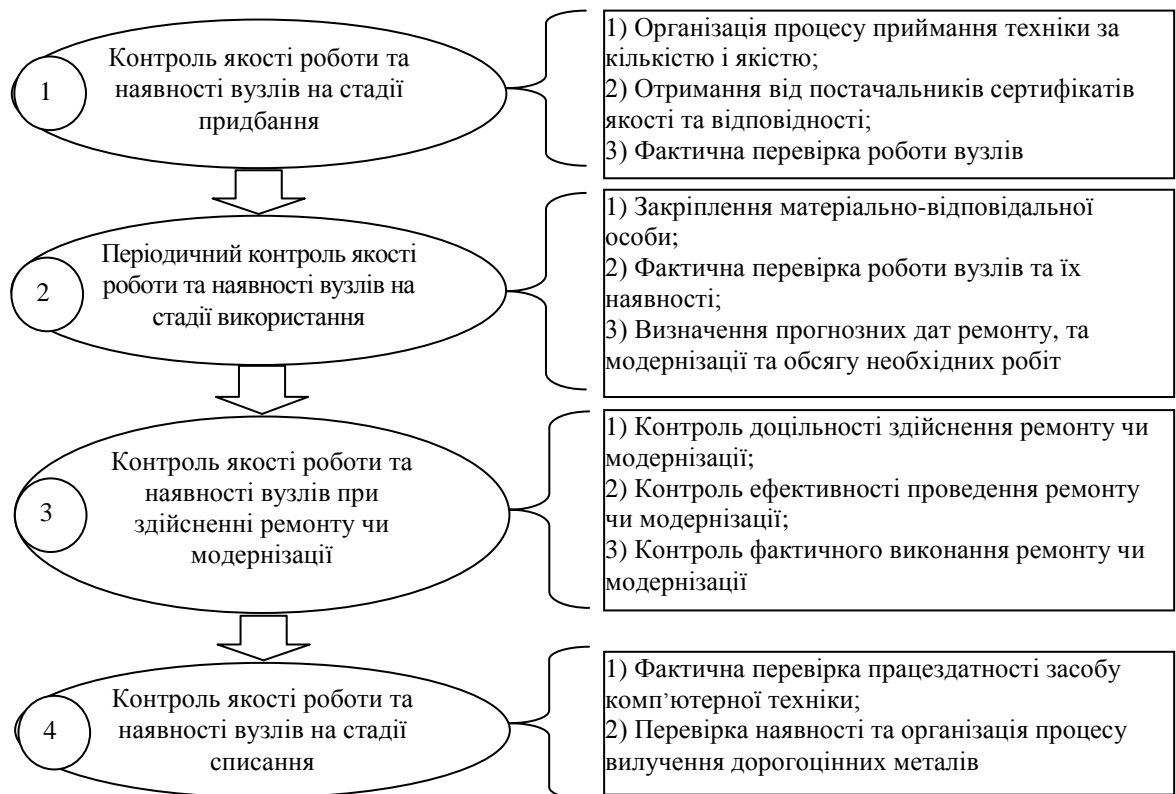 1
Контроль якості роботи та
наявності вузлів на стадії
придбання
1) Організація процесу приймання техніки за
кількістю і якістю;
2) Отримання від постачальників сертифікатів
якості та відповідності;
3) Фактична перевірка роботи вузлів
2
Періодичний контроль якості
роботи та наявності вузлів на
стадії використання
1) Закріплення матеріально-відповідальної
особи;
2) Фактична перевірка роботи вузлів та їх
наявності;
3) Визначення прогнозних дат ремонту, та
модернізації та обсягу необхідних робіт
3
Контроль якості роботи та
наявності вузлів при
здійсненні ремонту чи
модернізації
1) Контроль доцільності здійснення ремонту чи
модернізації;
2) Контроль ефективності проведення ремонту
чи модернізації;
3) Контроль фактичного виконання ремонту чи
модернізації
4
Контроль якості роботи та
наявності вузлів на стадії
списання
1) Фактична перевірка працездатності засобу
комп’ютерної техніки;
2) Перевірка наявності та організація процесу
вилучення дорогоцінних металів